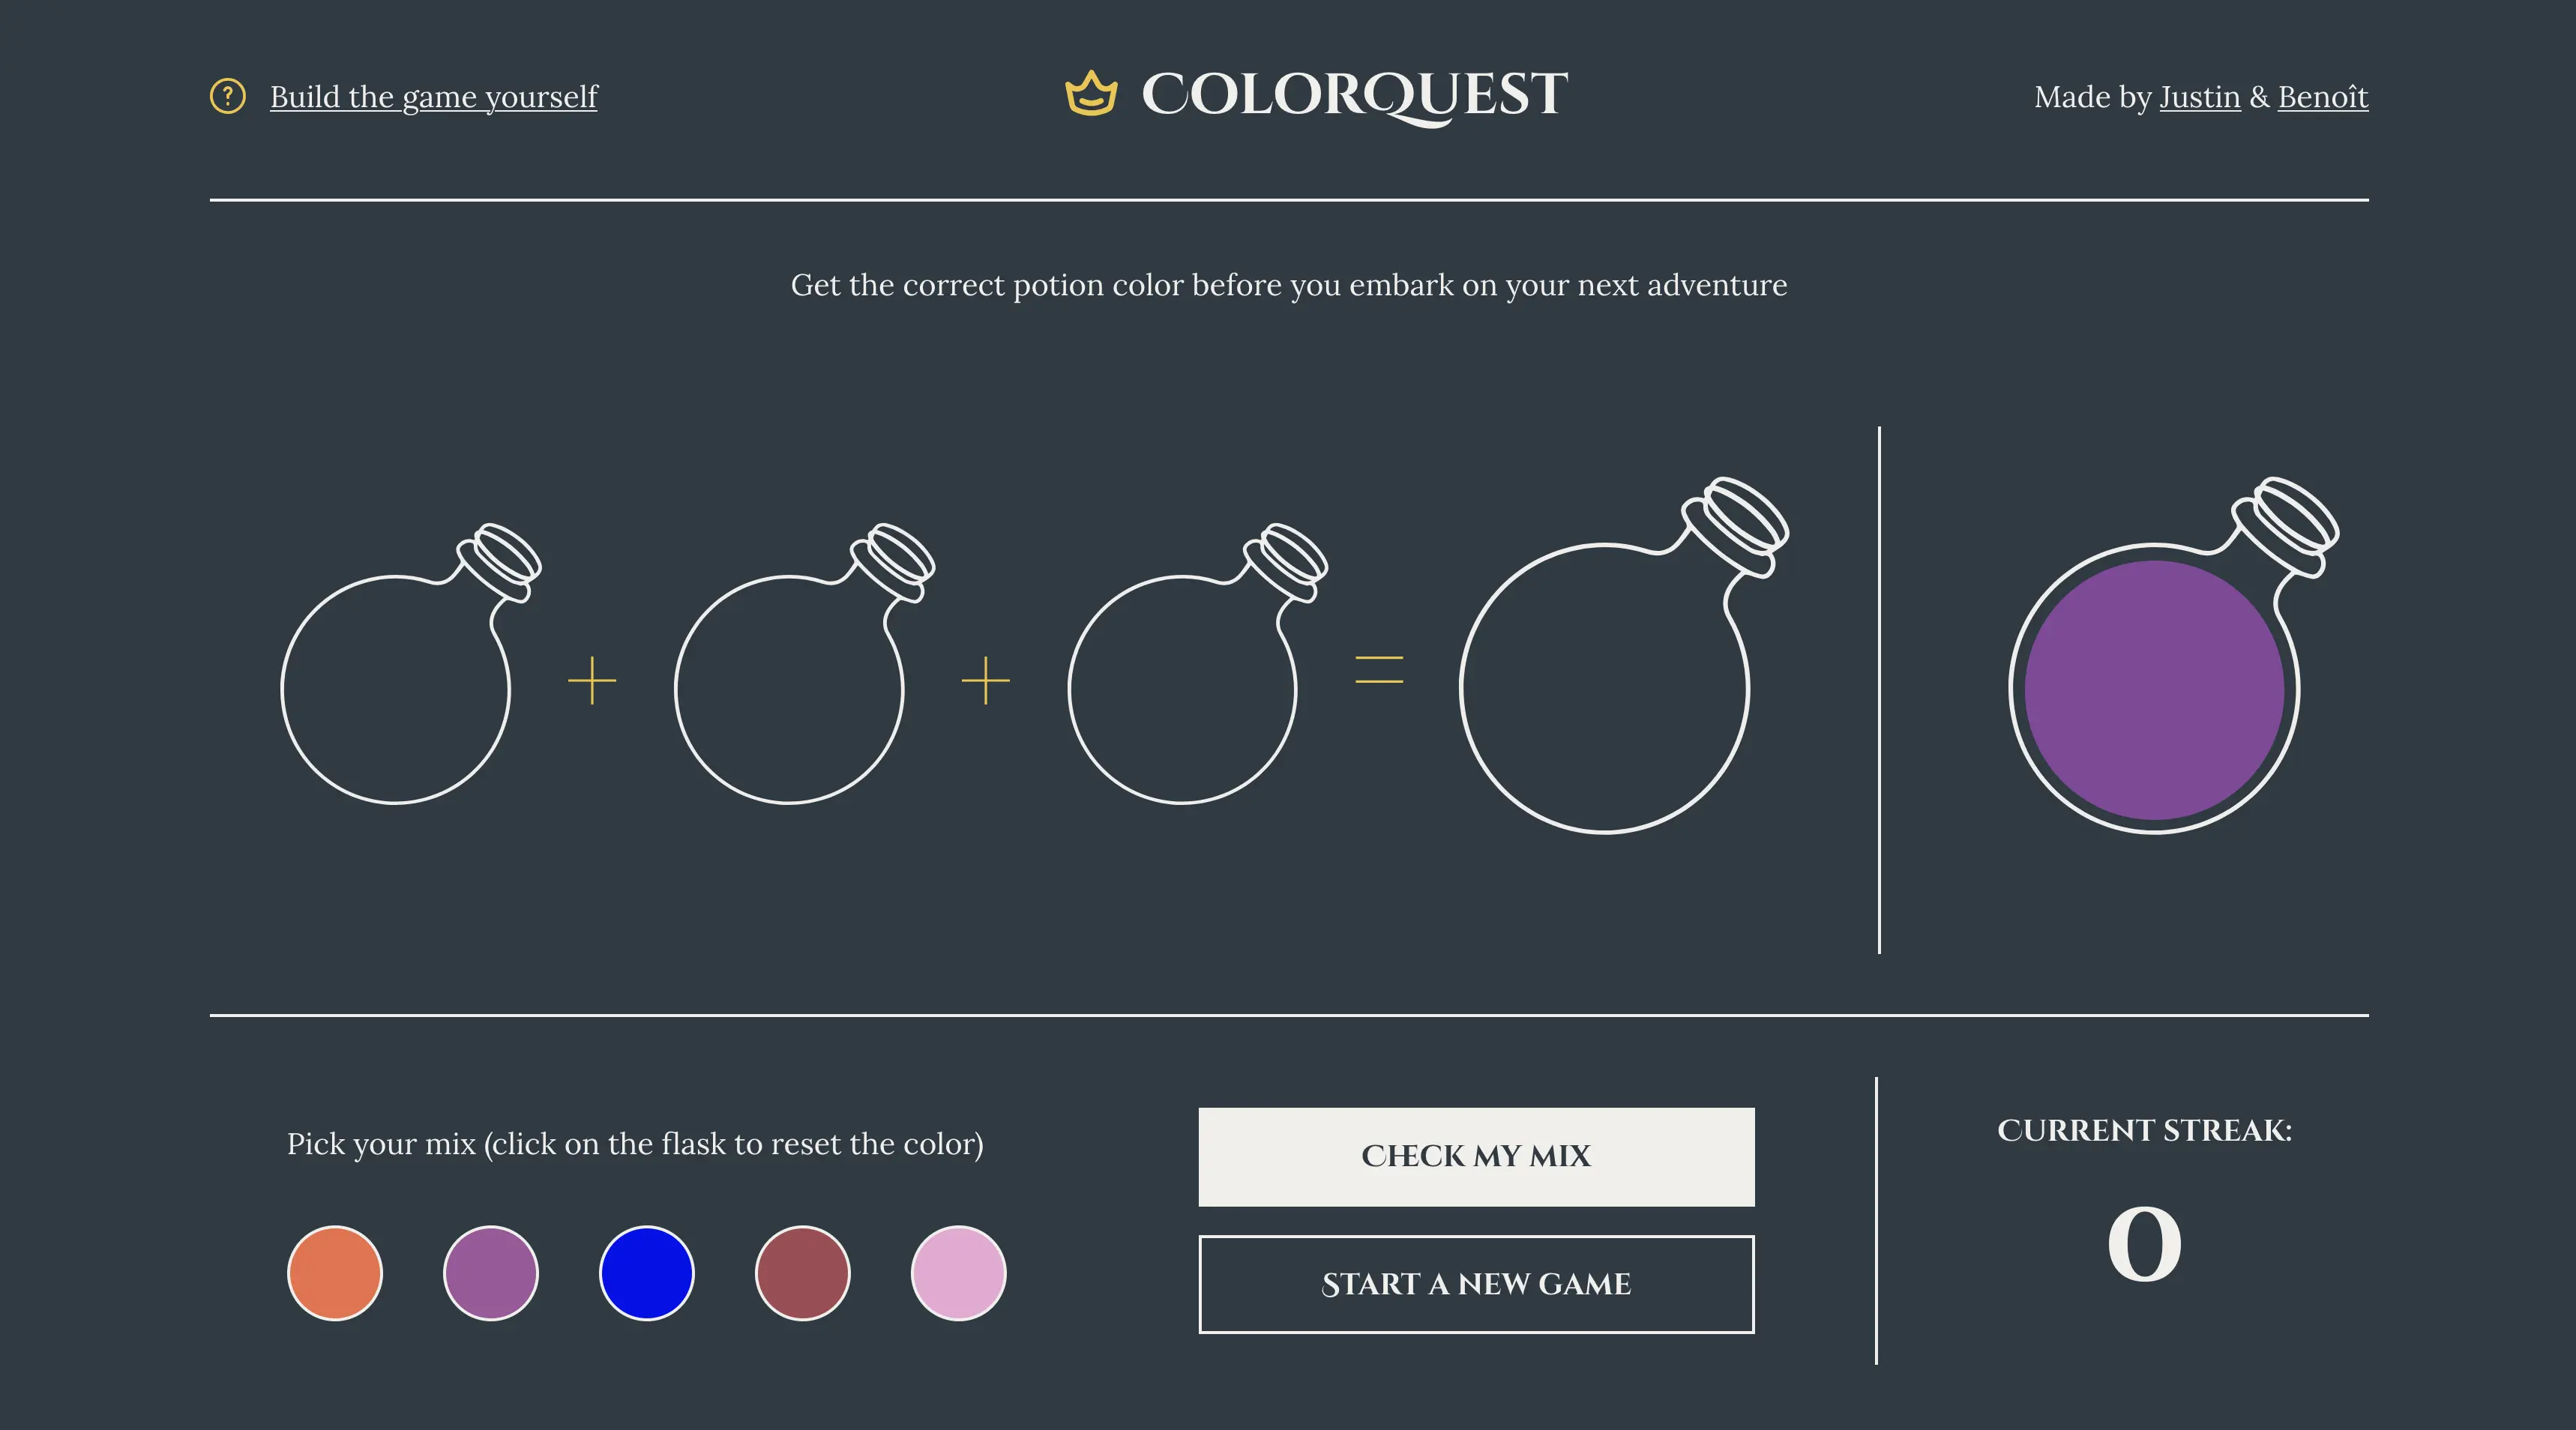 Build the game yourself
ColorQuest
Made by Justin & Benoît
Get the correct potion color before you embark on your next adventure
Pick your mix (click on the flask to reset the color)
Check my mix
Start a new game
Current streak:
0